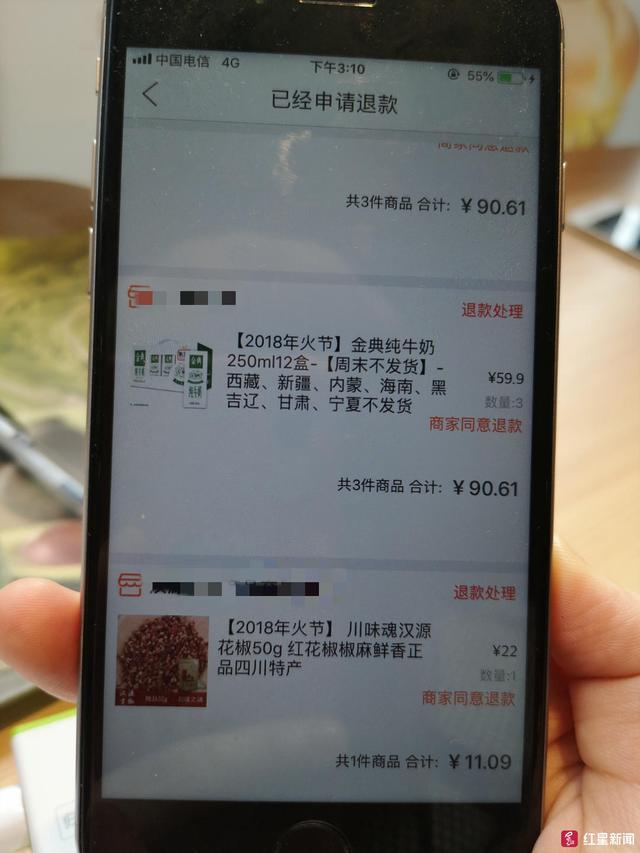 中国电信 4G 下午3:10 55%
已经申请退款
商家同意退款
共3件商品 合计: ¥90.61
退款处理
【2018年火节】金典纯牛奶
250ml12盒-【周末不发货】-
西藏、新疆、内蒙、海南、黑
吉辽、甘肃、宁夏不发货
¥59.9
数量:3
商家同意退款
共3件商品 合计: ¥90.61
退款处理
【2018年火节】 川味魂汉源
花椒50g 红花椒椒麻鲜香正
品四川特产
¥22
数量:1
商家同意退款
共1件商品 合计: ¥11.09
红星新闻